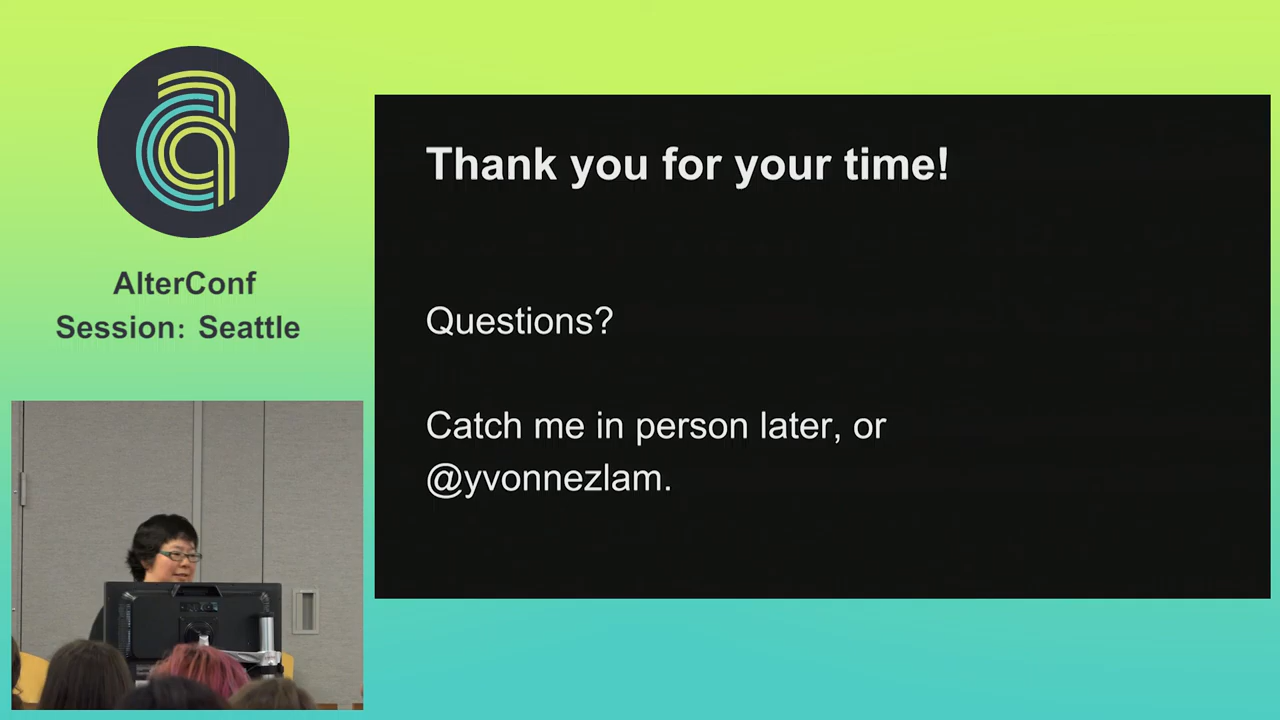 AlterConf
Session: Seattle
Thank you for your time!
Questions?
Catch me in person later, or
@yvonnezlam.